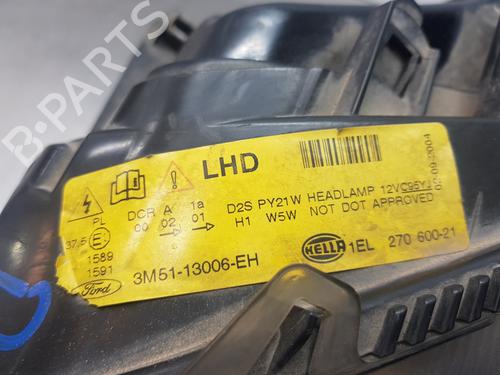 B-PARTS
LHD
DCR A 1a
00 02 01
PL
37,5 E1
1589
1591
D2S PY21W HEADLAMP 12V
H1 W5W NOT DOT APPROVED
HELLA 1EL 270 600-21
Ford 3M51-13006-EH